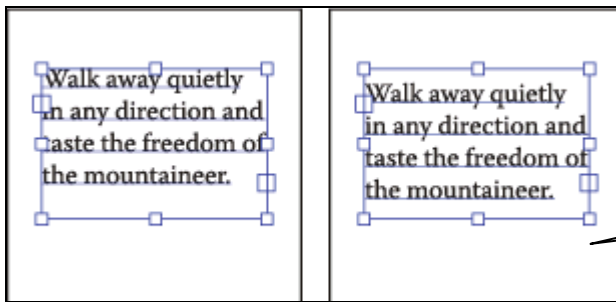 Walk away quietly
in any direction and
taste the freedom of
the mountaineer.
Walk away quietly
in any direction and
taste the freedom of
the mountaineer.